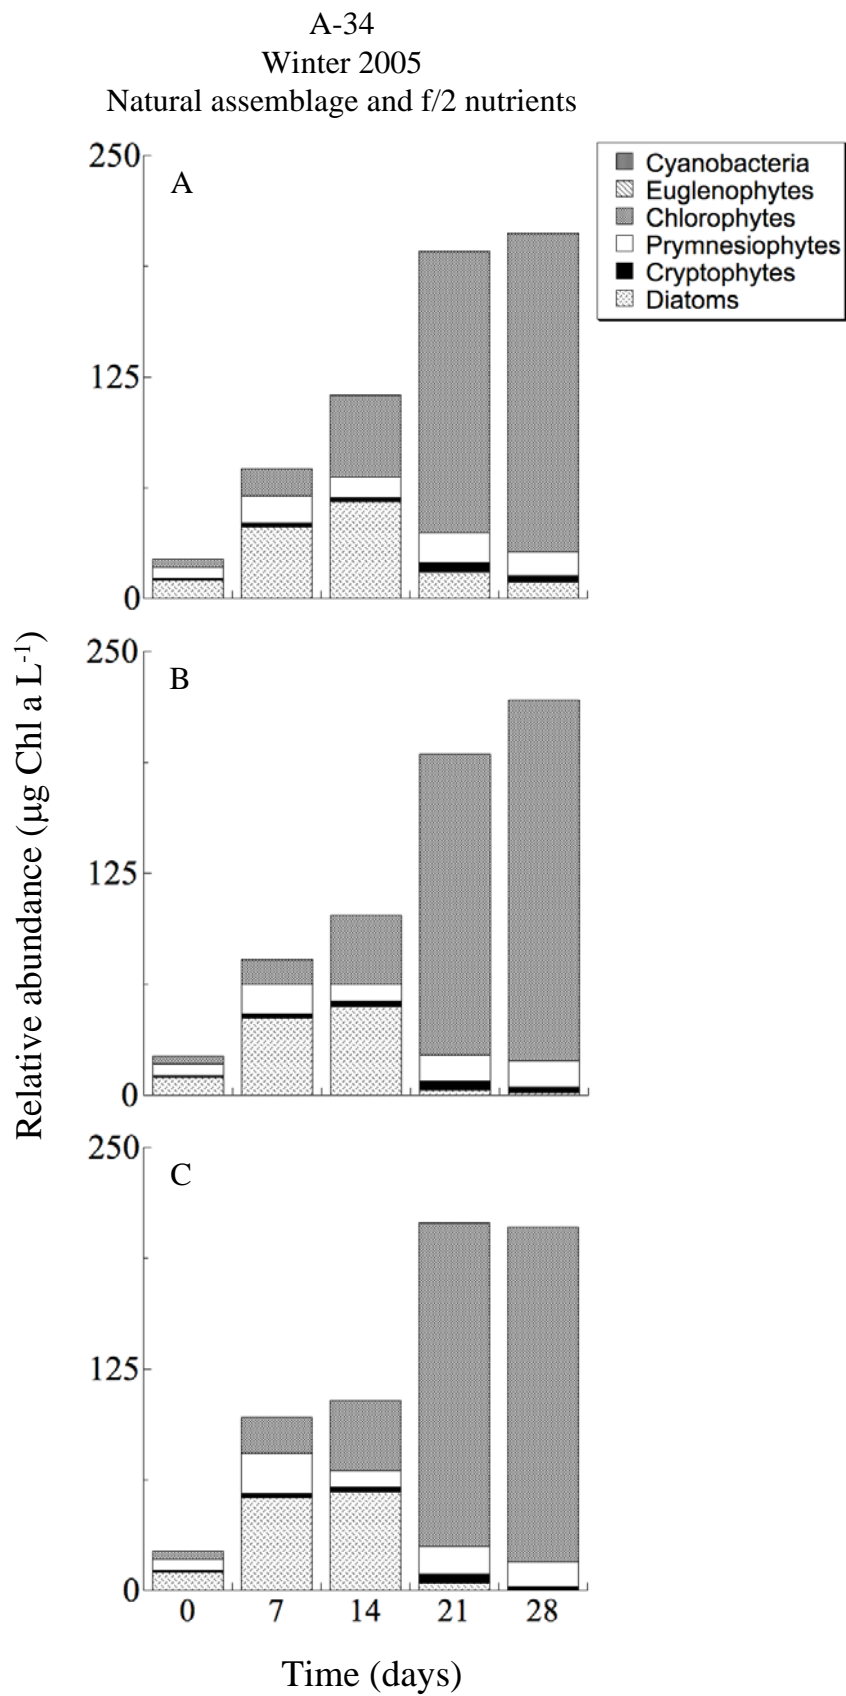 A-34
Winter 2005
Natural assemblage and f/2 nutrients
250
A
125
0
Cyanobacteria
Euglenophytes
Chlorophytes
Prymnesiophytes
Cryptophytes
Diatoms
Relative abundance (µg Chl a L⁻¹)
250
B
125
0
250
C
125
0
0 7 14 21 28
Time (days)